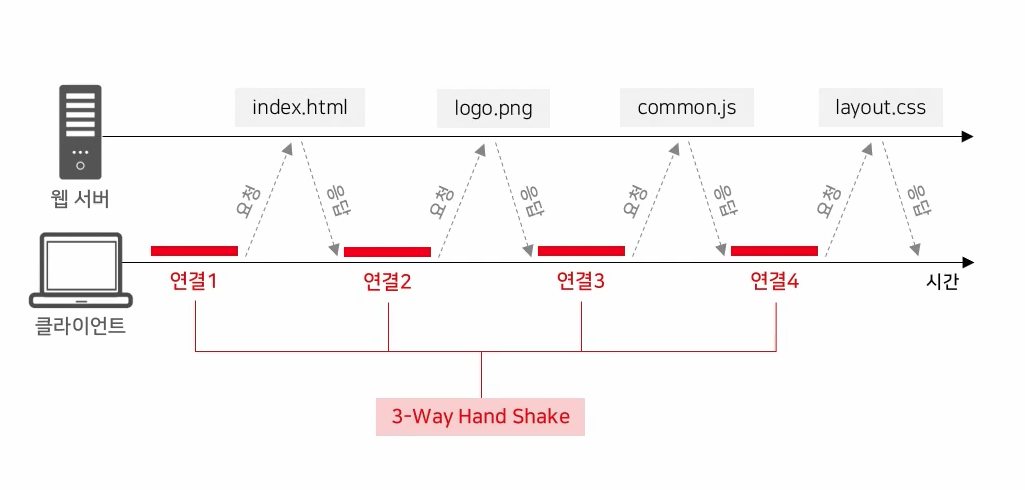 index.html
logo.png
common.js
layout.css
웹 서버
요청
응답
요청
응답
요청
응답
요청
응답
연결1
연결2
연결3
연결4
시간
클라이언트
3-Way Hand Shake